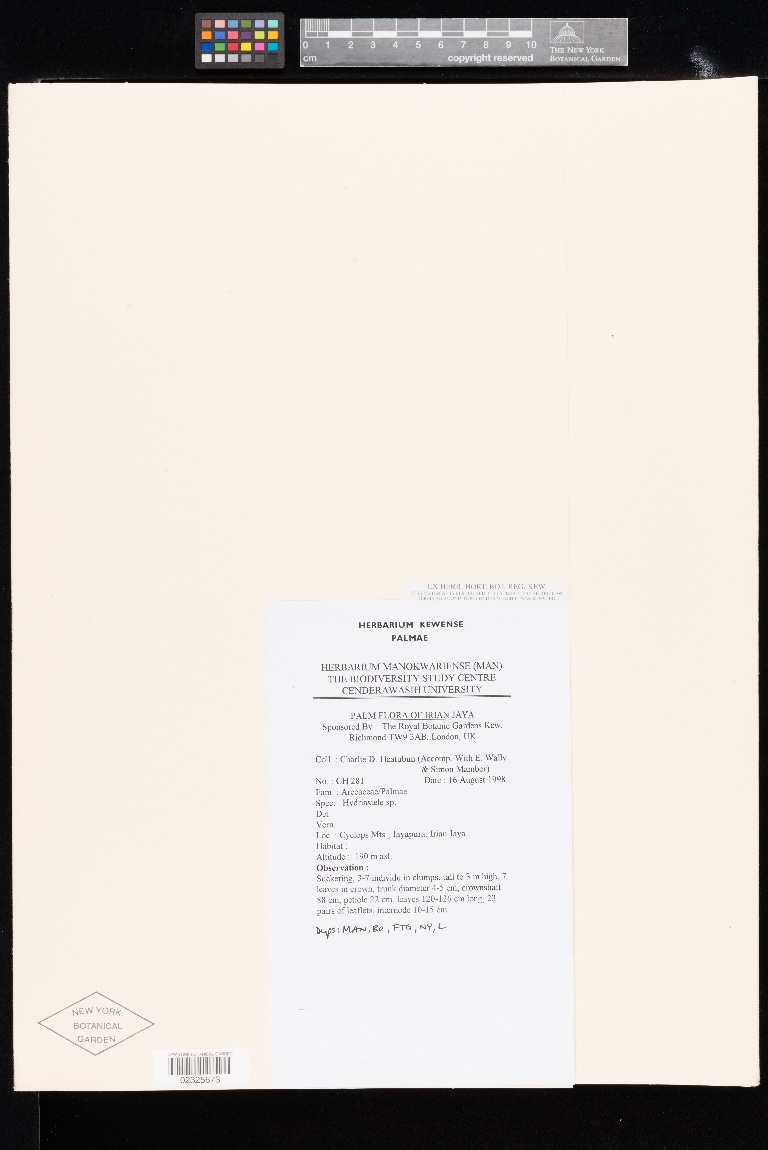 0 1 2 3 4 5 6 7 8 9 10
cm
copyright reserved
THE NEW YORK
BOTANICAL GARDEN
EX HERB. HORT. BOT. REG. KEW.
HERBARIUM KEWENSE
PALMAE
HERBARIUM MANOKWARIENSE (MAN)
THE BIODIVERSITY STUDY CENTRE
CENDERAWASIH UNIVERSITY
PALM FLORA OF IRIAN JAYA
Sponsored By : The Royal Botanic Gardens Kew,
Richmond TW9 3AB, London, UK
Coll. : Charlie D. Heatubun (Accomp. With E. Wally
& Simon Mambor)
No. : CH 281 Date : 16 August 1998
Fam. : Arecaceae/Palmae
Spec. : Hydriastele sp.
Det :
Vern :
Loc. : Cyclops Mts., Jayapura, Irian Jaya
Habitat :
Altitude : 190 m asl.
Observation :
Suckering, 3-7 individu in clumps, tall to 3 m high, 7
leaves in crown, trunk diameter 4-5 cm, crownshaft
88 cm, petiole 22 cm, leaves 120-126 cm long, 23
pairs of leaflets, internode 10-15 cm.
Dups: MAN, BO, FTG, NY, L
NEW YORK
BOTANICAL
GARDEN
NEW YORK BOTANICAL GARDEN
02325673